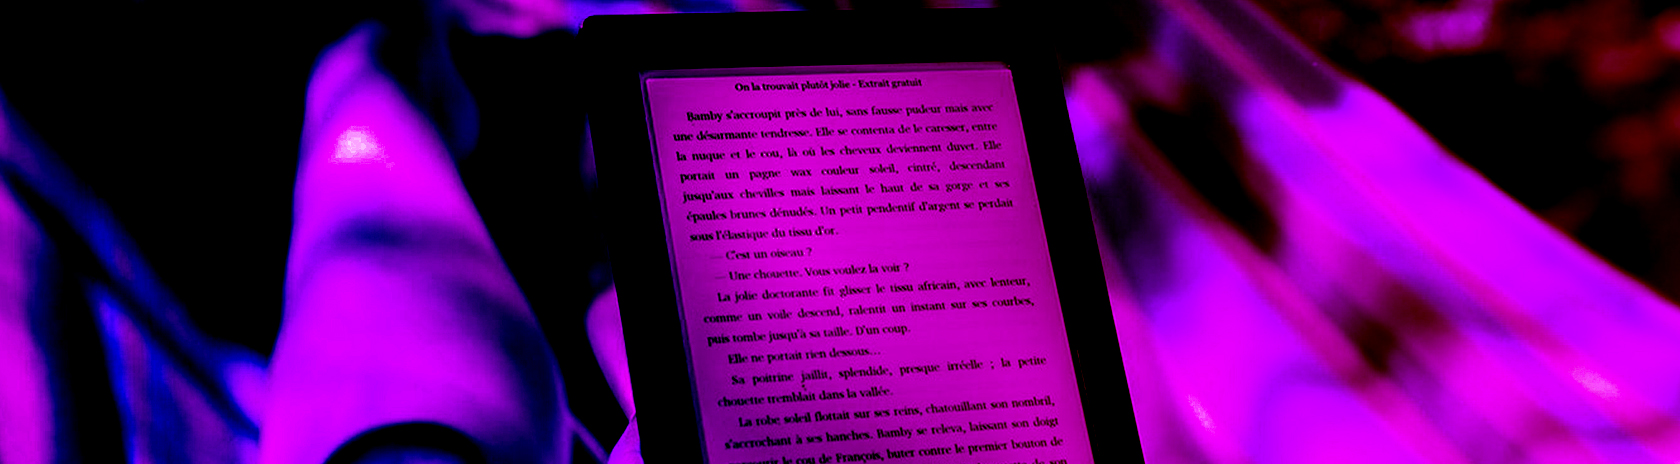 On la trouvait plutôt jolie - Extrait gratuit
Bamby s'accroupit près de lui, sans fausse pudeur mais avec
une désarmante tendresse. Elle se contenta de le caresser, entre
la nuque et le cou, là où les cheveux deviennent duvet. Elle
portait un pagne wax couleur soleil, cintré, descendant
jusqu'aux chevilles mais laissant le haut de sa gorge et ses
épaules brunes dénudés. Un petit pendentif d'argent se perdait
sous l'élastique du tissu d'or.
— C'est un oiseau ?
— Une chouette. Vous voulez la voir ?
La jolie doctorante fit glisser le tissu africain, avec lenteur,
comme un voile descend, ralentit un instant sur ses courbes,
puis tombe jusqu'à sa taille. D'un coup.
Elle ne portait rien dessous...
Sa poitrine jaillit, splendide, presque irréelle ; la petite
chouette tremblait dans la vallée.
La robe soleil flottait sur ses reins, chatouillant son nombril,
s'accrochant à ses hanches. Bamby se releva, laissant son doigt
le cou de François, buter contre le premier bouton de